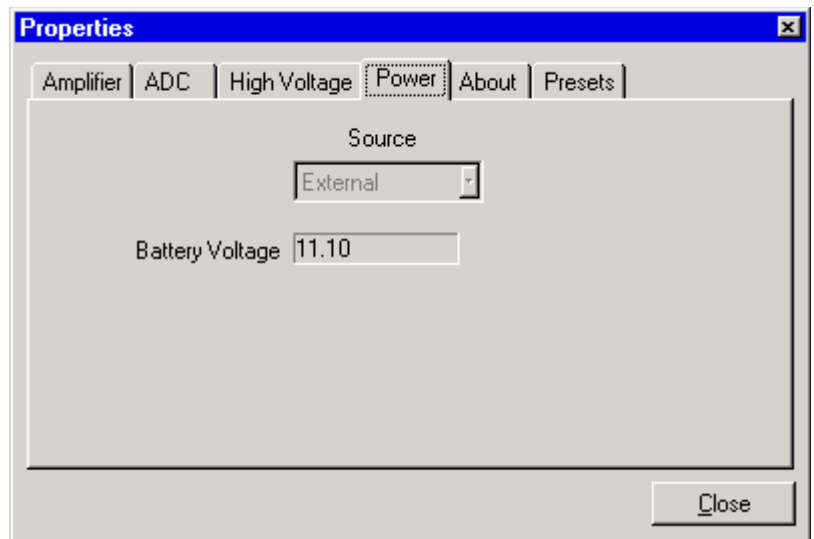 Properties
Amplifier ADC High Voltage Power About Presets
Source
External
Battery Voltage 11.10
Close